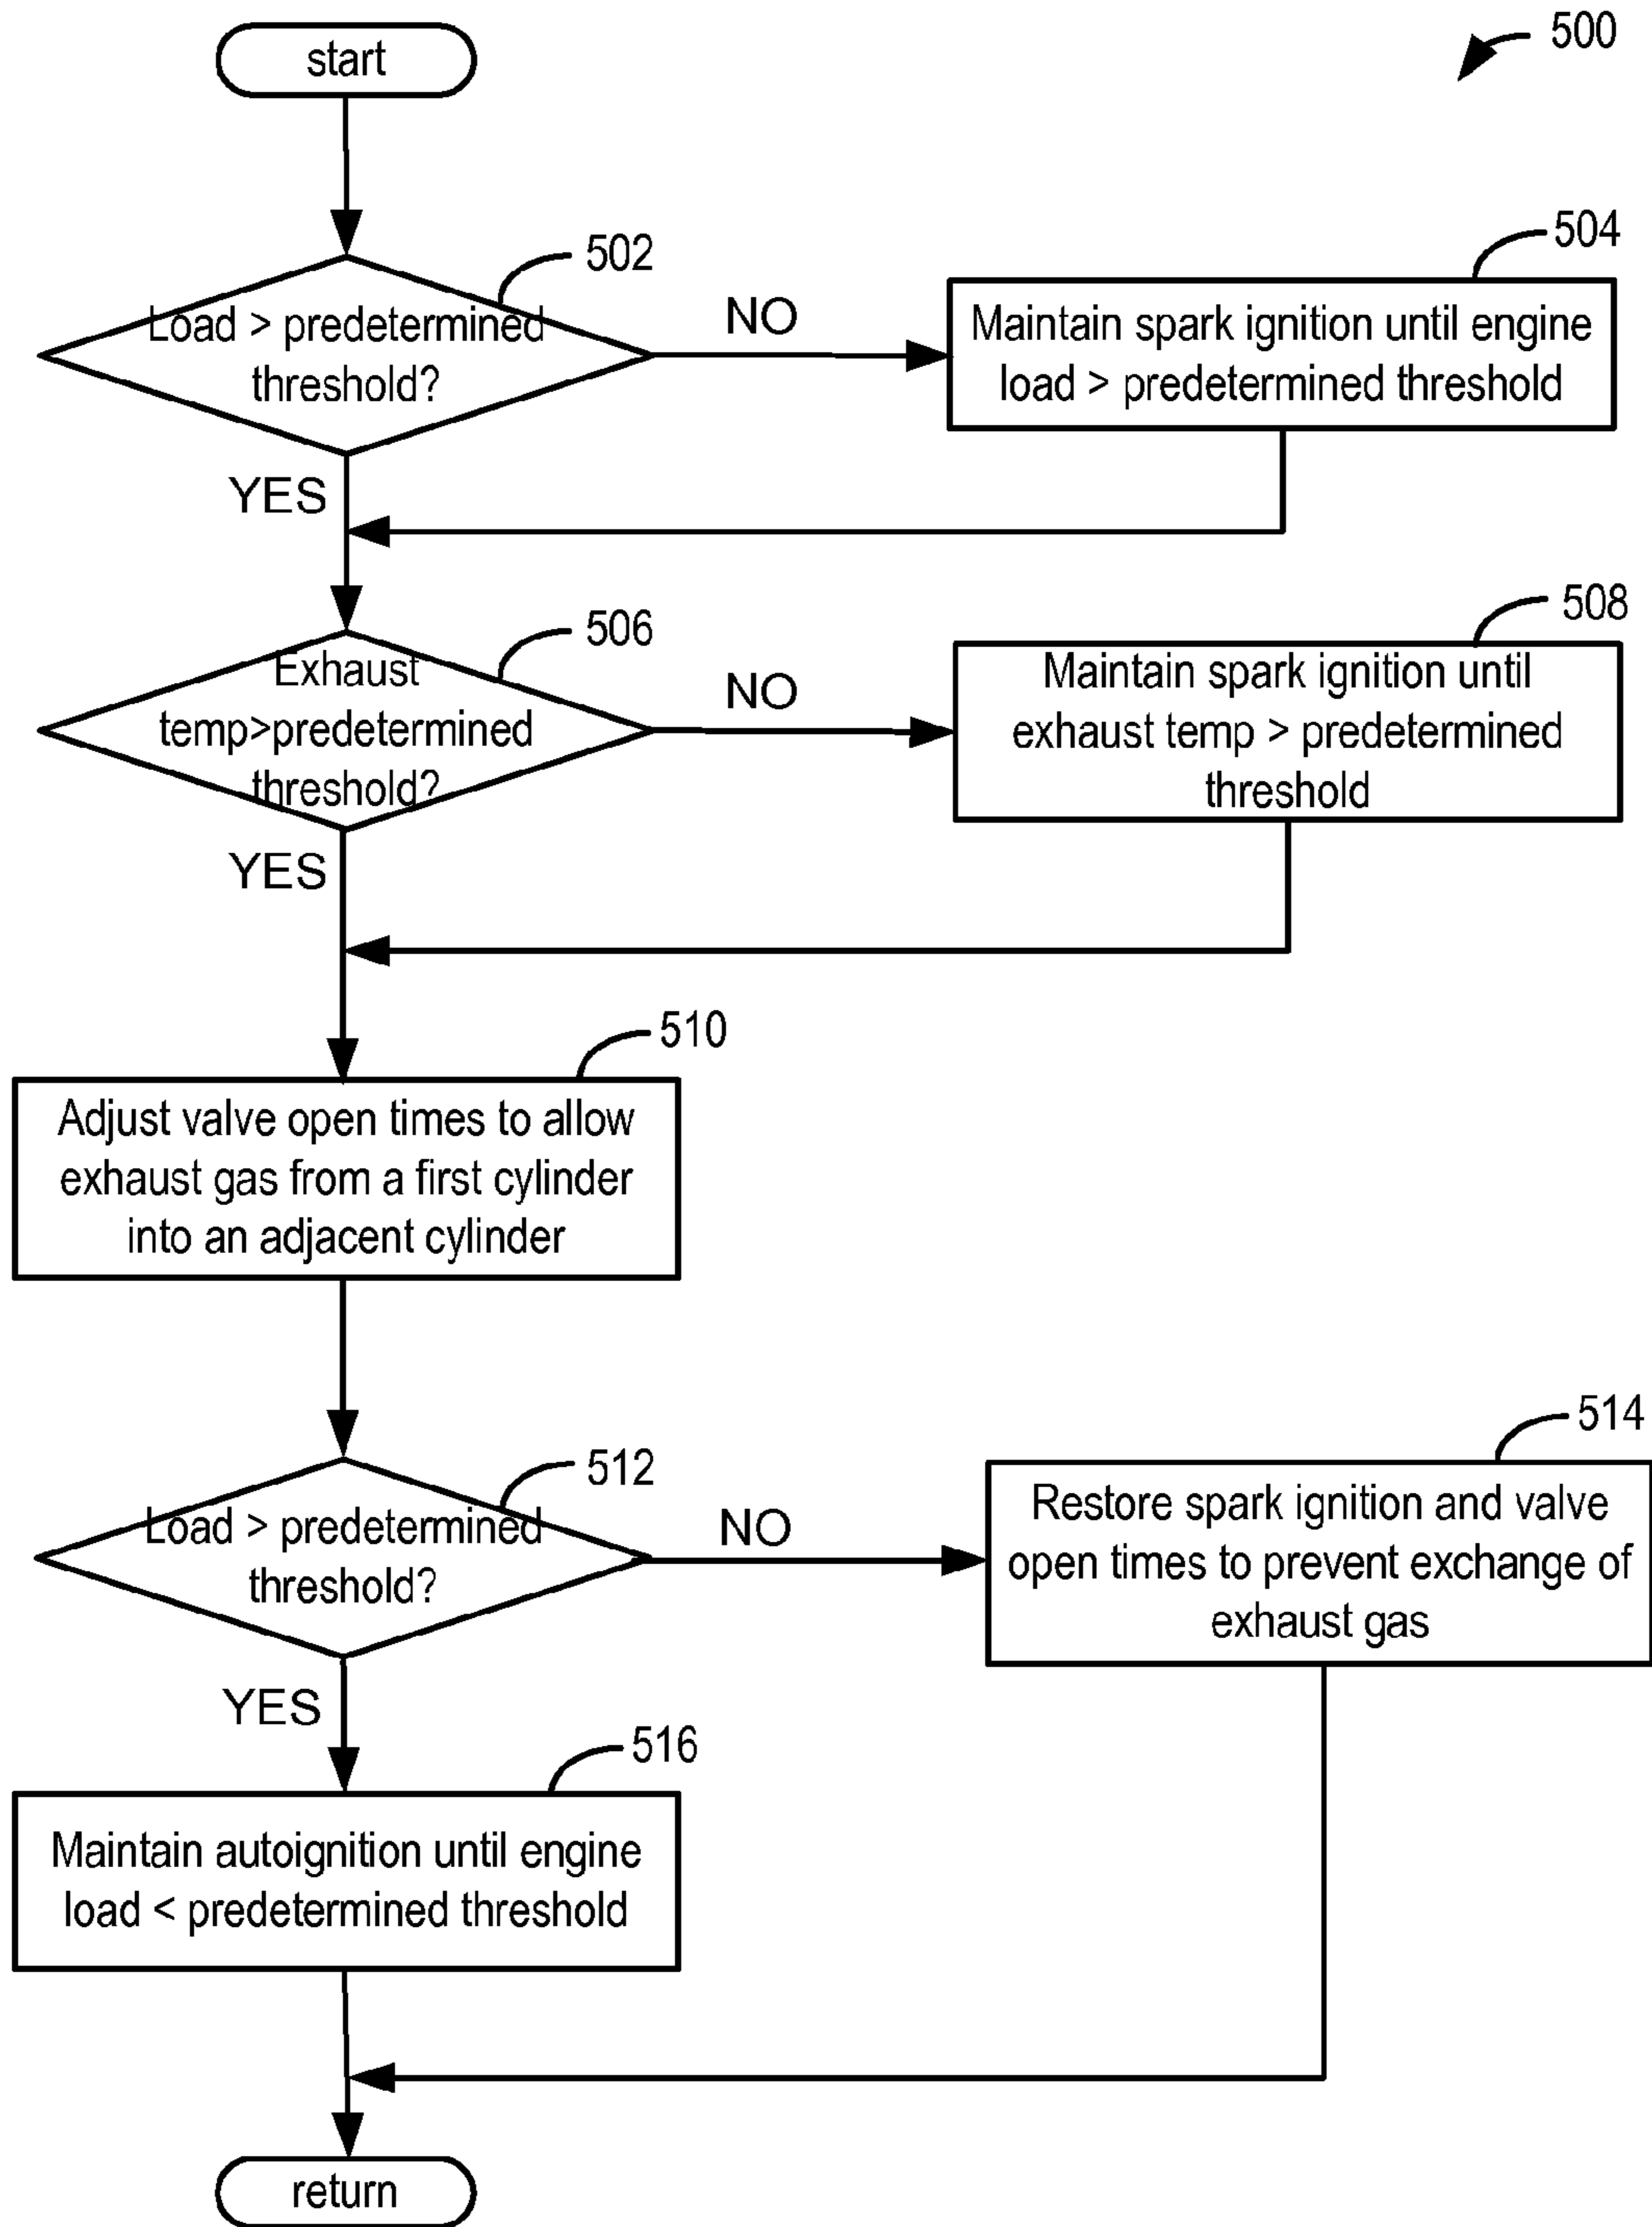 500
start
502
Load > predetermined
threshold?
NO
504
Maintain spark ignition until engine
load > predetermined threshold
YES
506
Exhaust
temp>predetermined
threshold?
NO
508
Maintain spark ignition until
exhaust temp > predetermined
threshold
YES
510
Adjust valve open times to allow
exhaust gas from a first cylinder
into an adjacent cylinder
512
Load > predetermined
threshold?
NO
514
Restore spark ignition and valve
open times to prevent exchange of
exhaust gas
YES
516
Maintain autoignition until engine
load < predetermined threshold
return